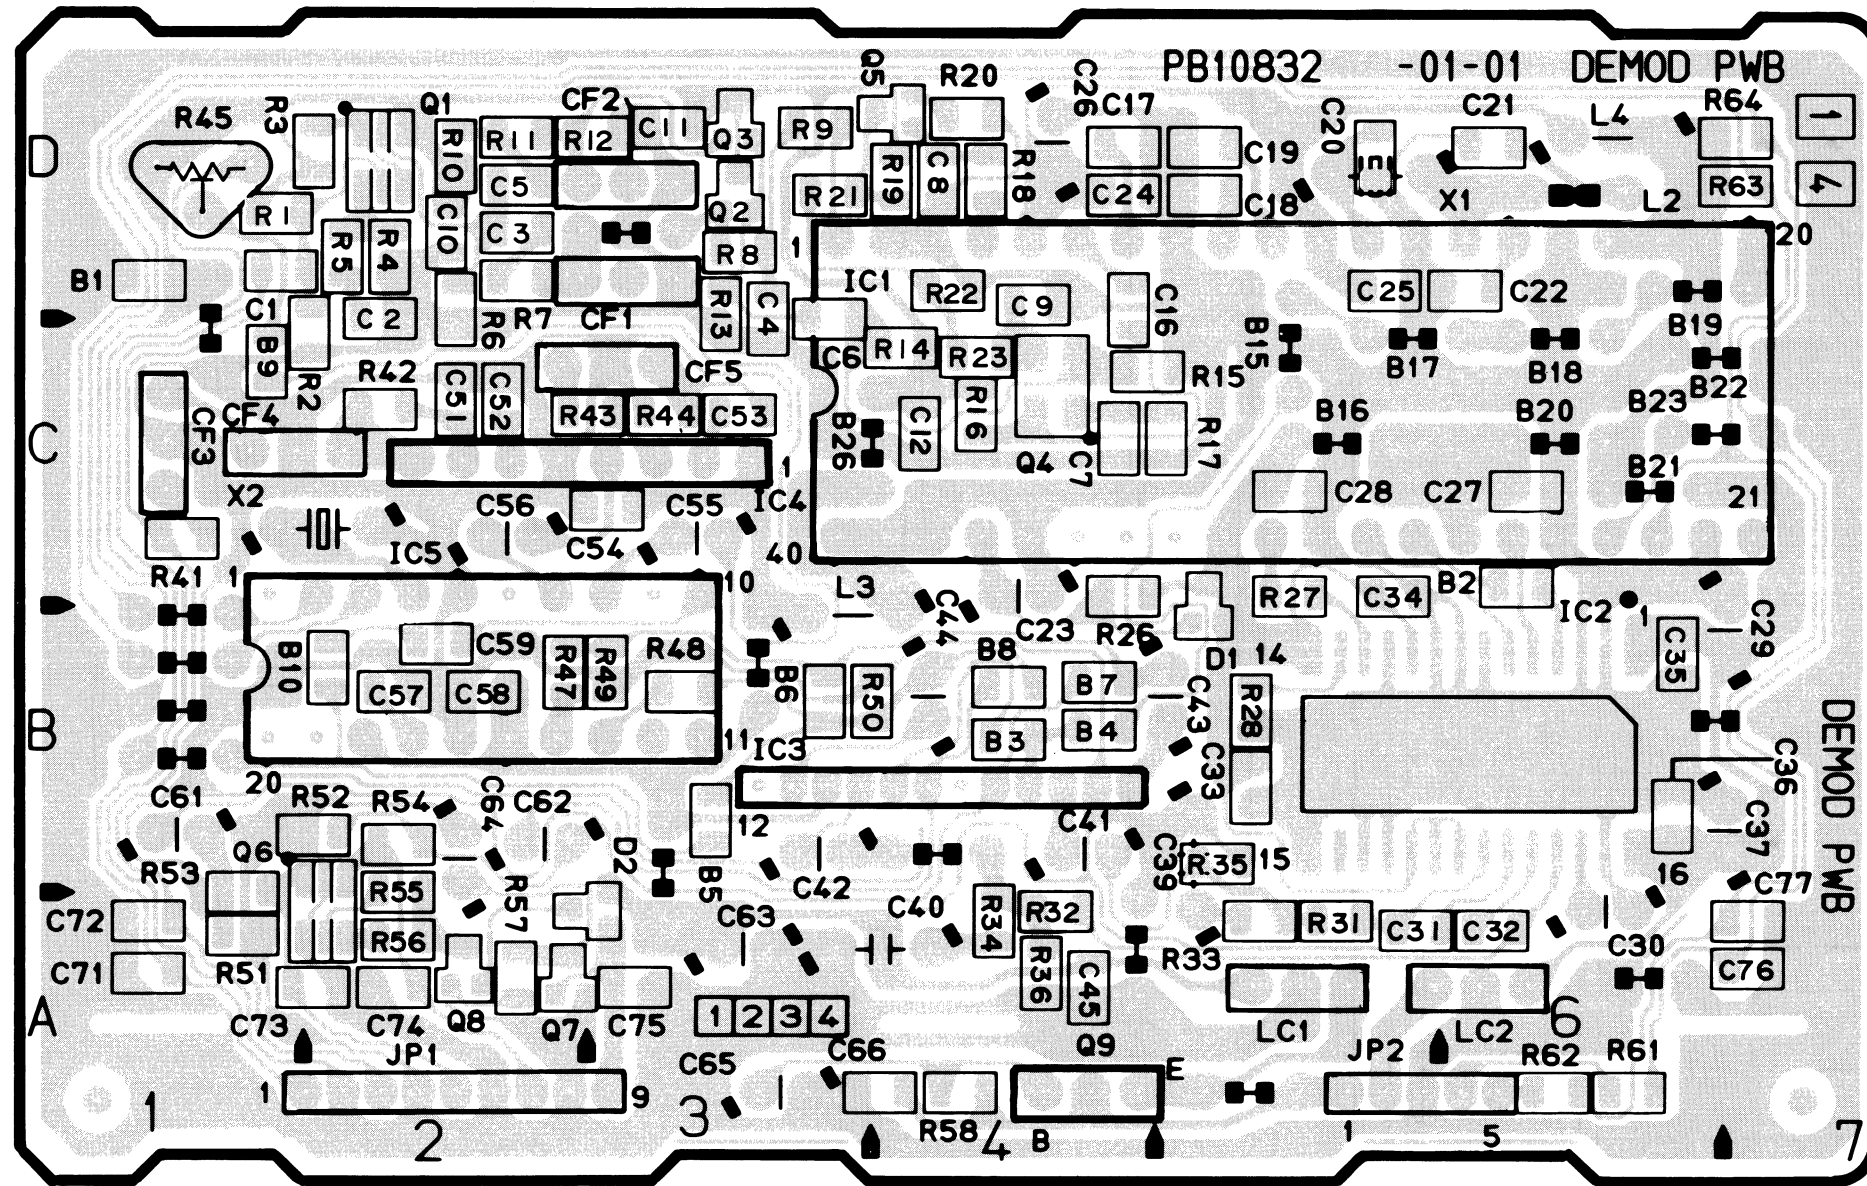 PB10832 -01-01 DEMOD PWB
Q5 R20 C26 C17 C20 C21 L4 R64 1
R45 R3 Q1 CF2 C11 Q3 R9
R10 R11 R12 C19
D
C5 R19 C8 R18 C24 C18 X1 L2 R63 4
R1 C10 C3 Q2 R21
R5 R4 R8 1 20
B1 C1 C2 R6 R7 CF1 R13 C4 IC1 R22 C9 C16 C25 C22
B9 R2 R42 CF5 C6 R14 R23 R15 B15 B17 B18 B19 B22
C51 C52 R43 R44 C53 R16 R17 B16 B20 B23
C
CF3 CF4 B26 C12 Q4 C7 B21
X2 1 IC4 C28 C27 21
C56 C55
IC5 C54 40
R41 1 10 L3 C44 C23 R26 R27 C34 B2 IC2 1 C29
B10 C59 R47 R49 R48 B6 B8 D1 14 C35
C57 C58 R50 B7 C43 R28
B
11 IC3 B3 B4 C33 C36
DEMOD PWB
20
C61 R52 R54 C64 C62 12 C41 C37
R53 Q6 D2 B5 C42 C39 R35 15 16
C72 R55 R57 C63 C40 R34 R32 R31 C31 C32 C77
C71 R51 R56 R36 C45 R33 C30 C76
A
C73 C74 Q8 Q7 C75 1 2 3 4 Q9 LC1 LC2 6
JP1 C65 C66 E JP2 R62 R61
1 1 9
2 3 R58 4 B 1 5 7